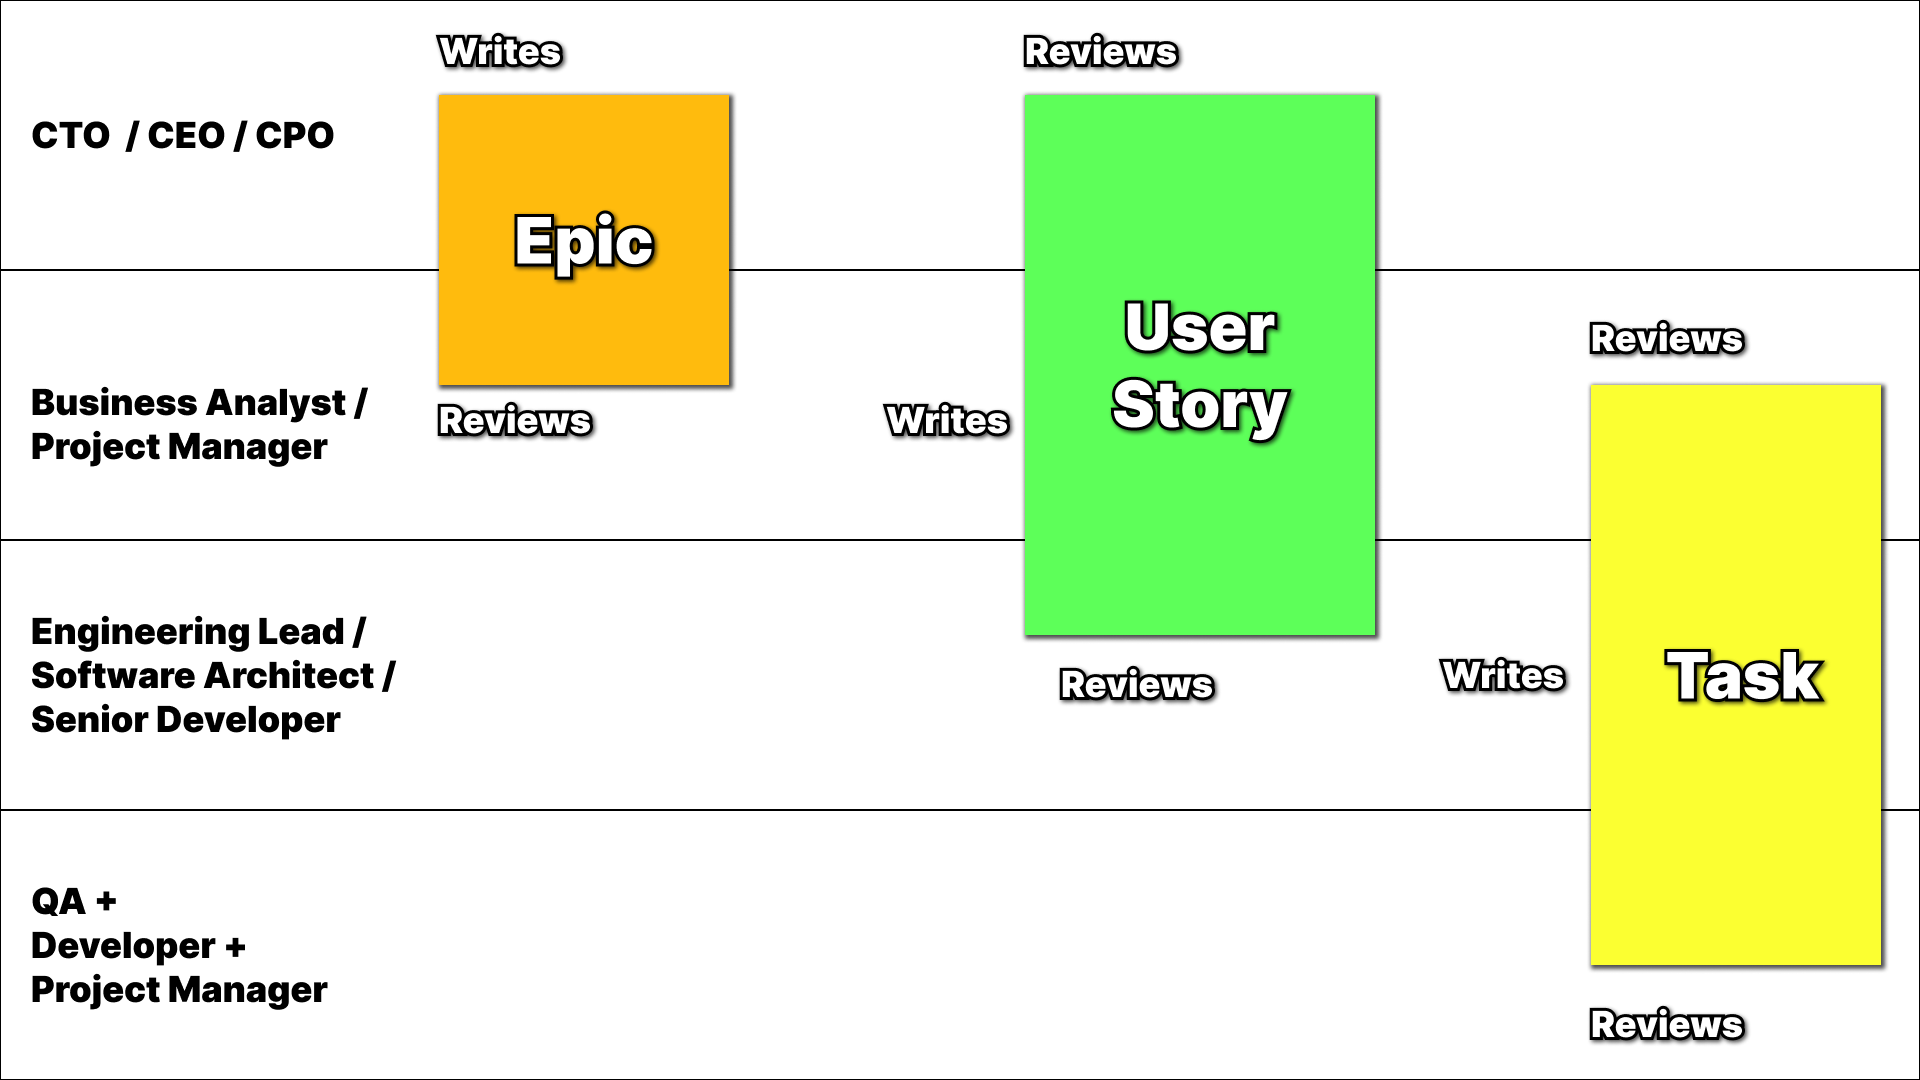 Writes
Reviews
CTO  / CEO / CPO
Epic
User
Story
Reviews
Business Analyst /
Project Manager
Reviews
Writes
Engineering Lead /
Software Architect /
Senior Developer
Reviews
Writes
Task
QA +
Developer +
Project Manager
Reviews